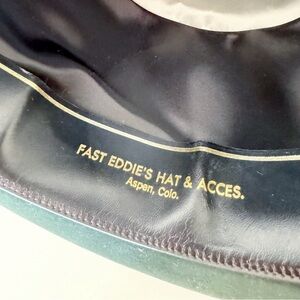 FAST EDDIE'S HAT & ACCES.
Aspen, Colo.